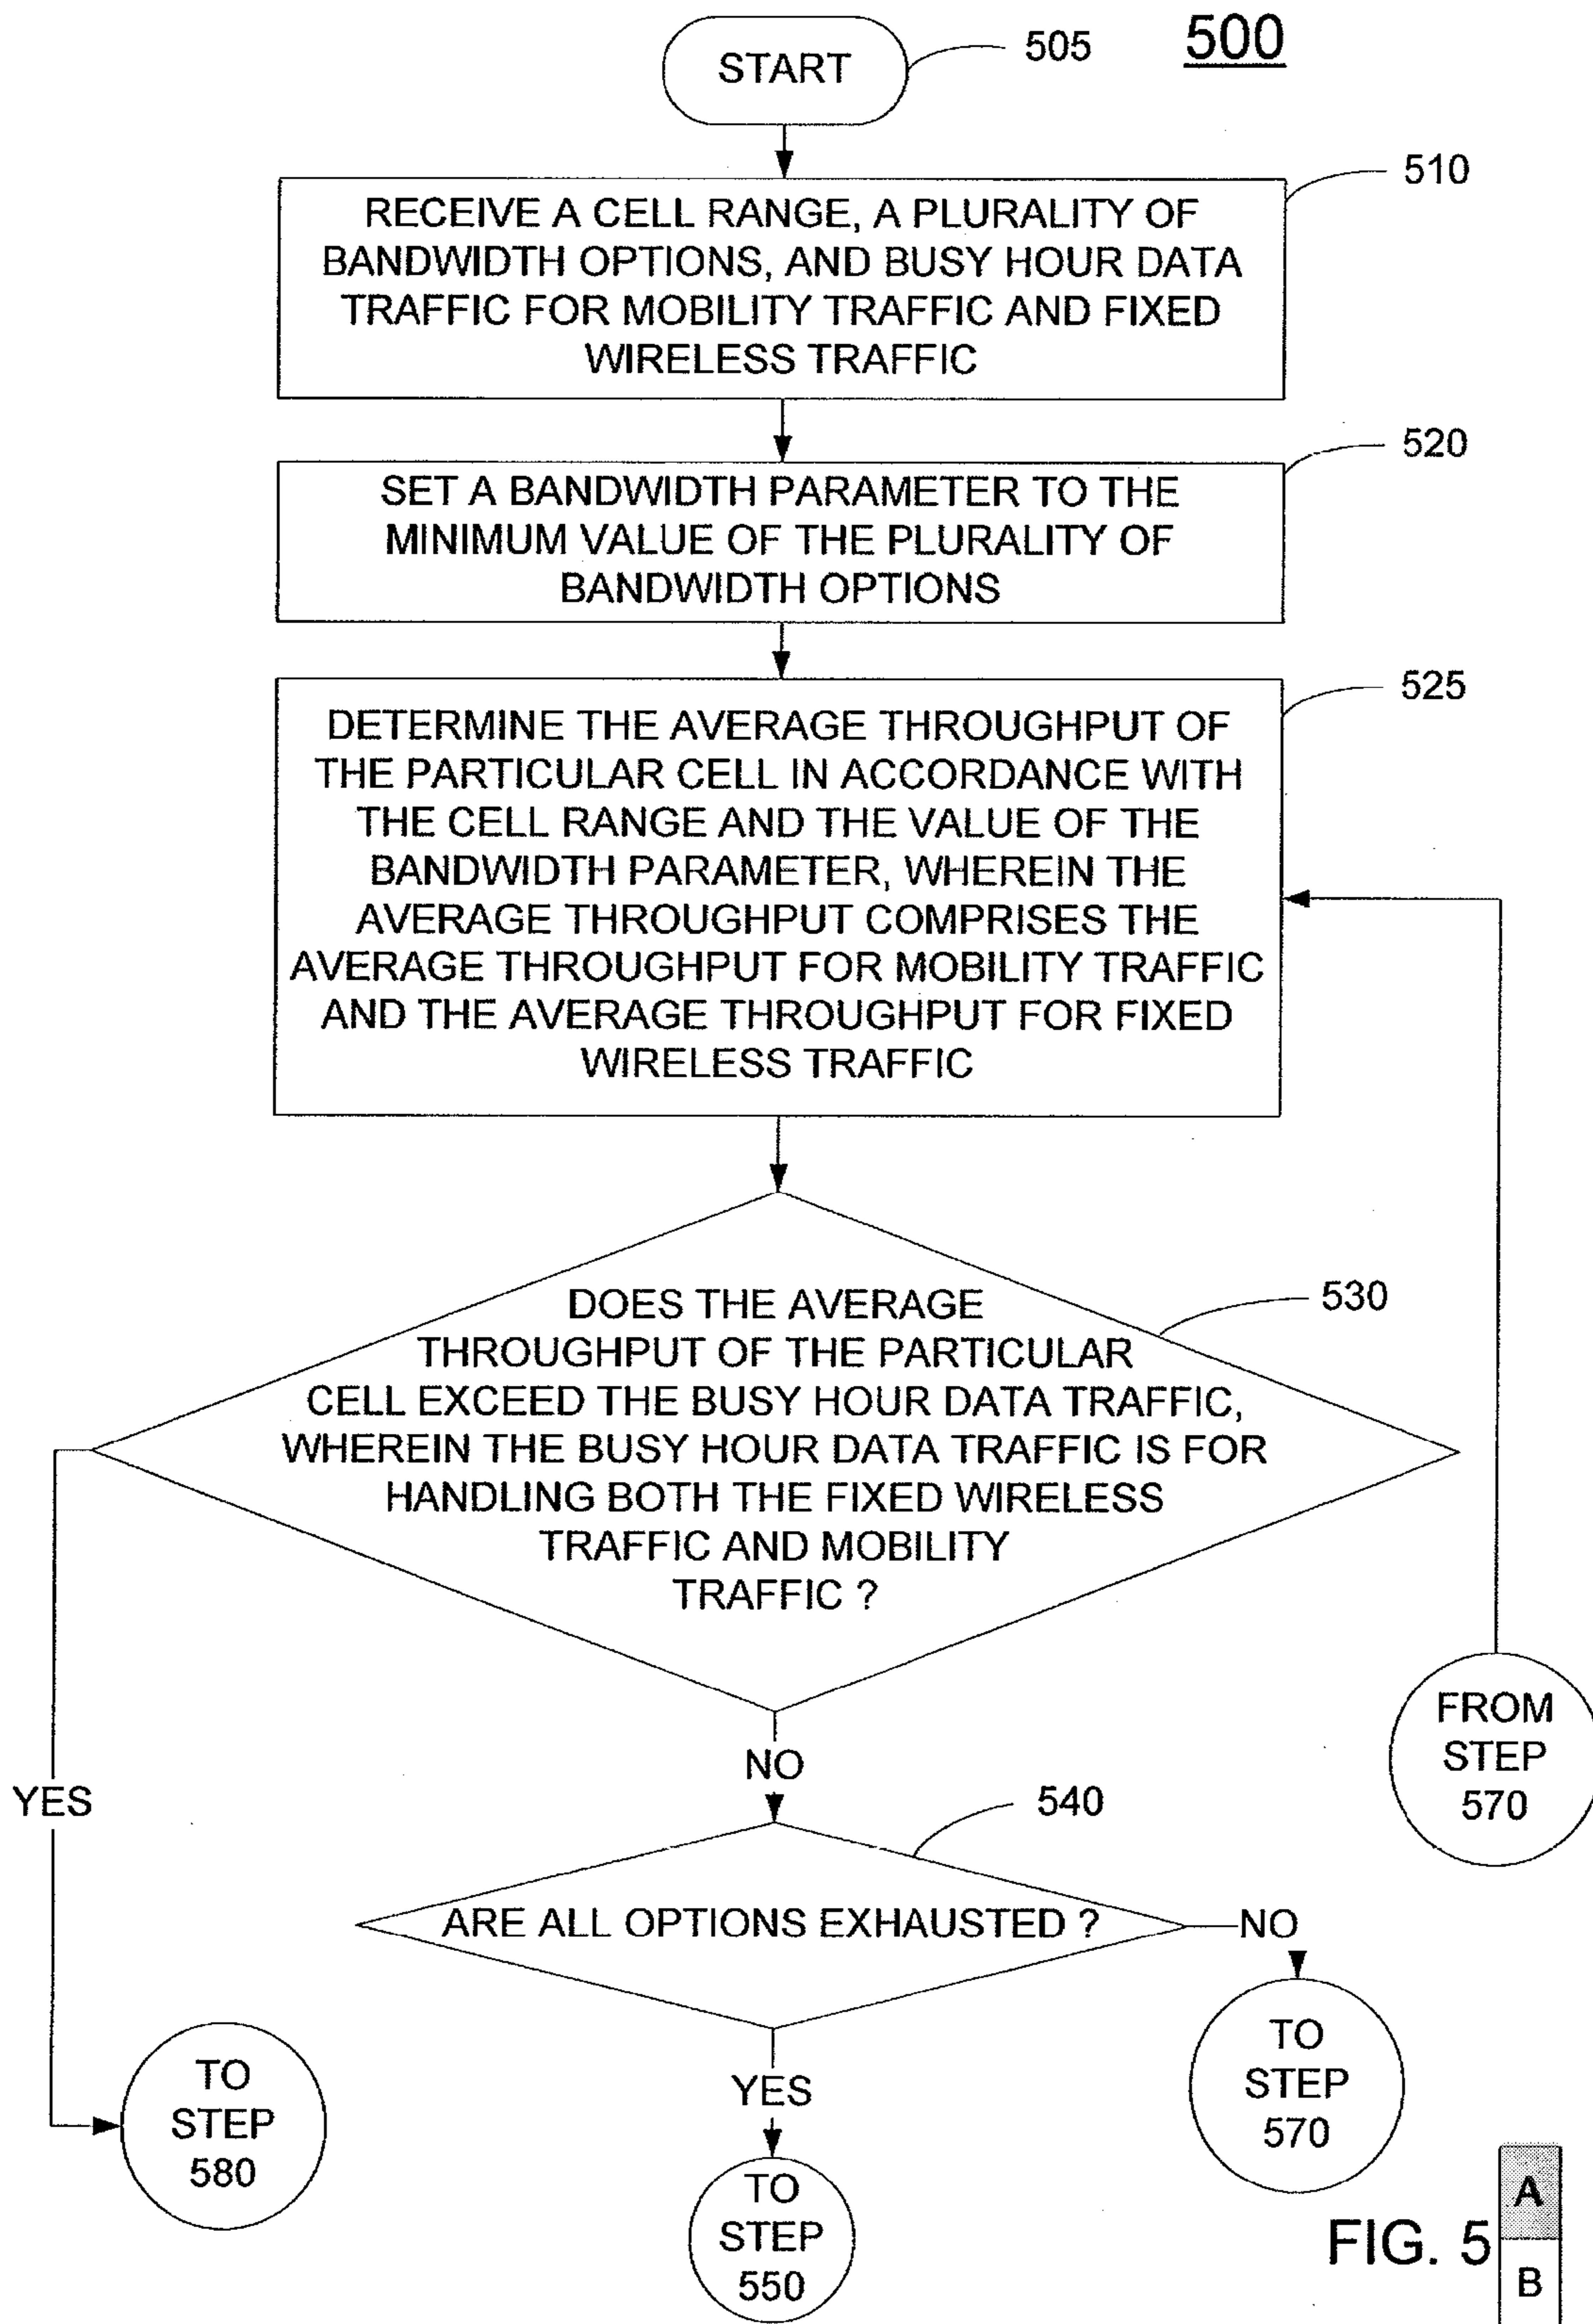 500
START
505
RECEIVE A CELL RANGE, A PLURALITY OF
BANDWIDTH OPTIONS, AND BUSY HOUR DATA
TRAFFIC FOR MOBILITY TRAFFIC AND FIXED
WIRELESS TRAFFIC
510
SET A BANDWIDTH PARAMETER TO THE
MINIMUM VALUE OF THE PLURALITY OF
BANDWIDTH OPTIONS
520
DETERMINE THE AVERAGE THROUGHPUT OF
THE PARTICULAR CELL IN ACCORDANCE WITH
THE CELL RANGE AND THE VALUE OF THE
BANDWIDTH PARAMETER, WHEREIN THE
AVERAGE THROUGHPUT COMPRISES THE
AVERAGE THROUGHPUT FOR MOBILITY TRAFFIC
AND THE AVERAGE THROUGHPUT FOR FIXED
WIRELESS TRAFFIC
525
DOES THE AVERAGE
THROUGHPUT OF THE PARTICULAR
CELL EXCEED THE BUSY HOUR DATA TRAFFIC,
WHEREIN THE BUSY HOUR DATA TRAFFIC IS FOR
HANDLING BOTH THE FIXED WIRELESS
TRAFFIC AND MOBILITY
TRAFFIC ?
530
FROM
STEP
570
NO
YES
540
ARE ALL OPTIONS EXHAUSTED ?
NO
TO
STEP
570
YES
TO
STEP
580
TO
STEP
550
FIG. 5
A
B